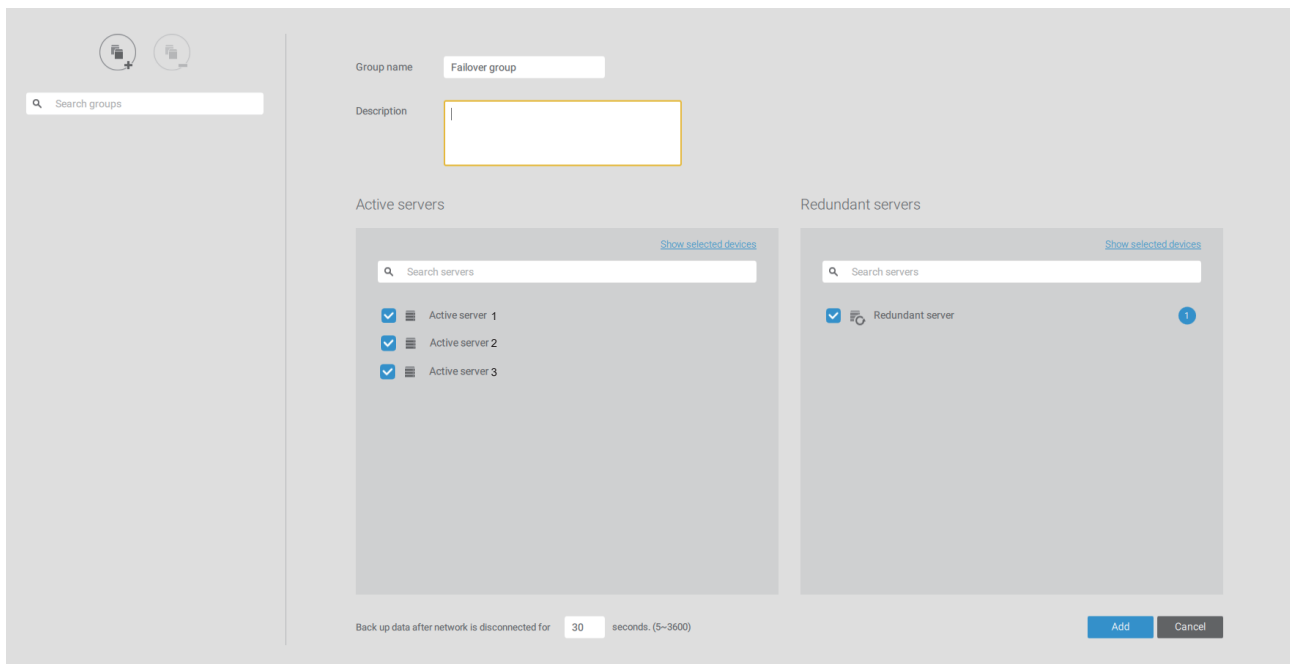 Search groups
Group name Failover group
Description
Active servers
Show selected devices
Search servers
Active server 1
Active server 2
Active server 3
Redundant servers
Show selected devices
Search servers
Redundant server 1
Back up data after network is disconnected for 30 seconds. (5~3600)
Add Cancel